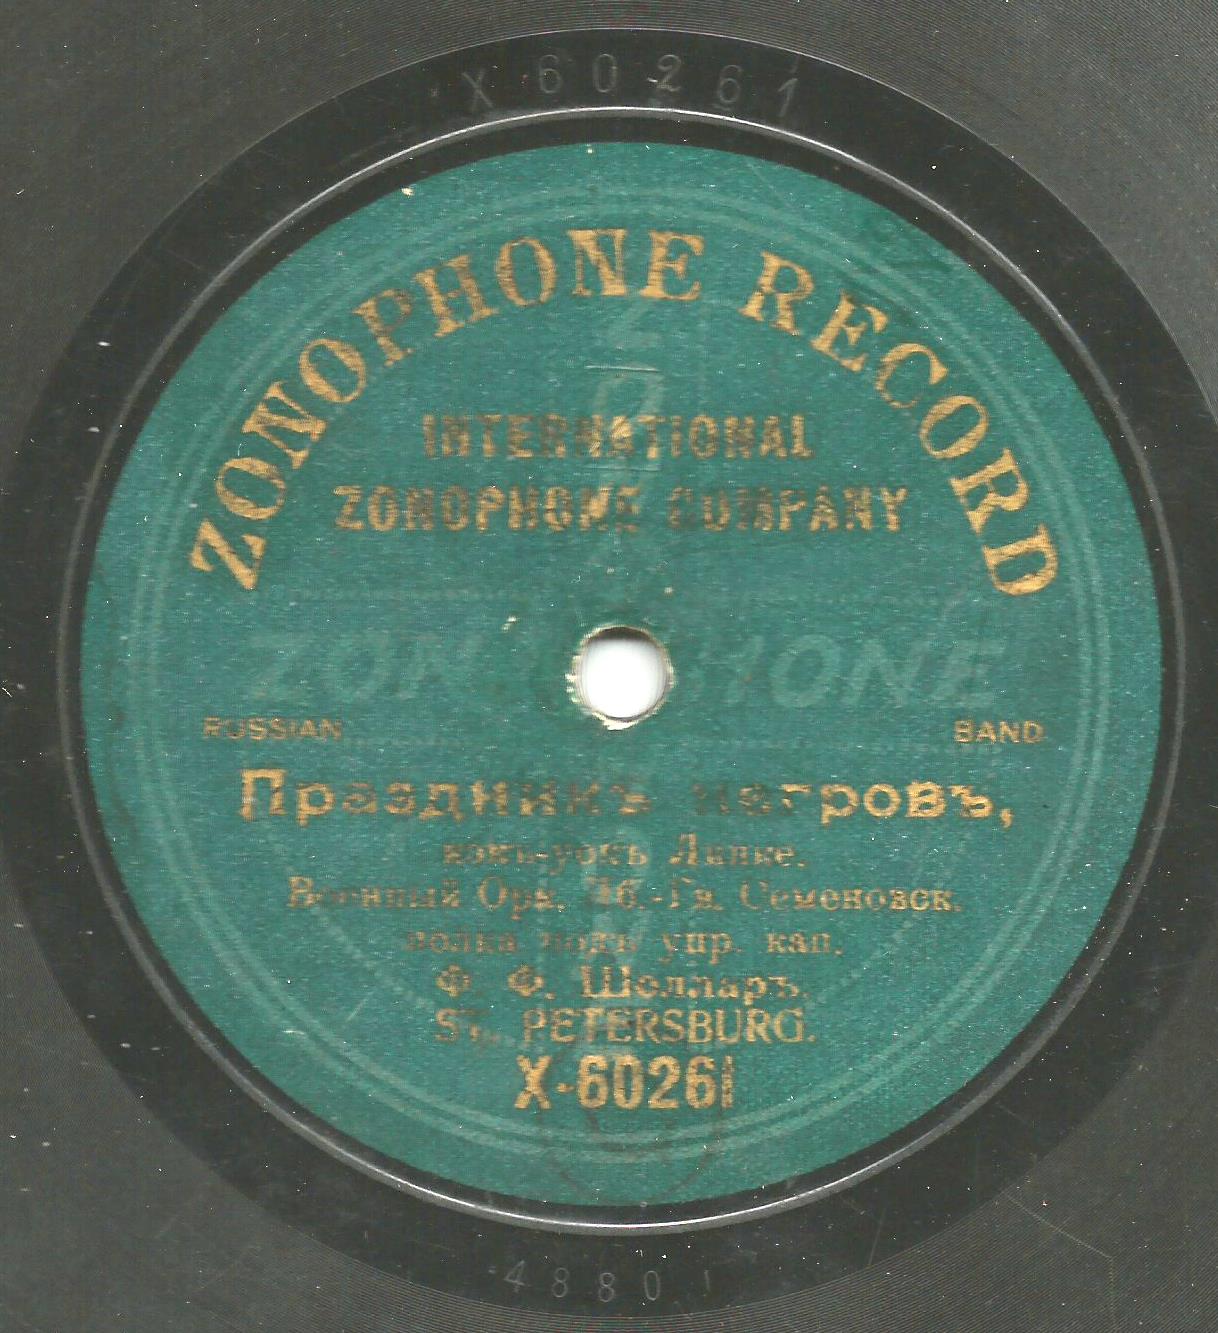 X 60261
ZONOPHONE RECORD
INTERNATIONAL
ZONOPHONE COMPANY
ZONOPHONE
RUSSIAN BAND
Праздникъ негровъ,
кэкъ-уокъ Линке.
Военный Орк. Лб.-Гв. Семеновск.
полка подъ упр. кап.
Ф. Ф. Шолларъ.
ST. PETERSBURG.
X-60261
4880